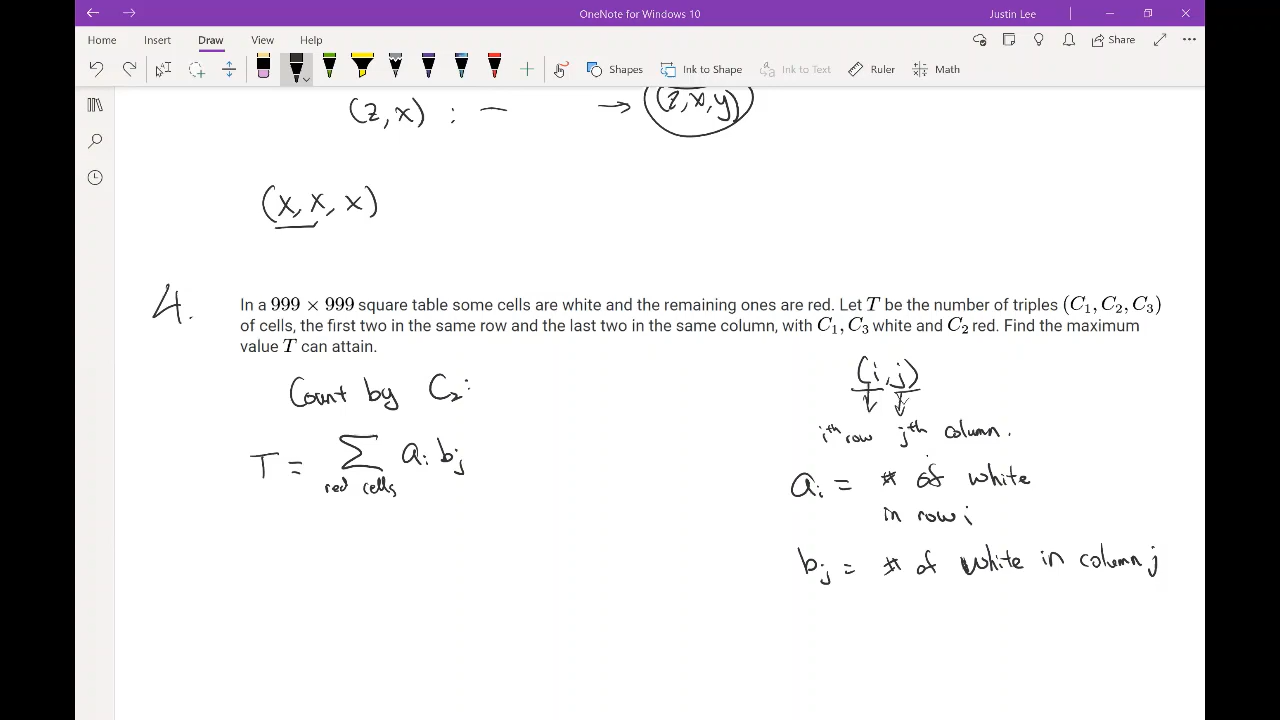 OneNote for Windows 10
Justin Lee
Home Insert Draw View Help
Share
Shapes Ink to Shape Ink to Text Ruler Math
(z, x) : — → (z, x, y)
(x, x, x)
4.
In a 999 × 999 square table some cells are white and the remaining ones are red. Let T be the number of triples (C₁, C₂, C₃)
of cells, the first two in the same row and the last two in the same column, with C₁, C₃ white and C₂ red. Find the maximum
value T can attain.
Count by C₂:
(i, j)
iᵗʰ row jᵗʰ column.
T = ∑ aᵢ bⱼ
red cells
aᵢ = # of white
in row i
bⱼ = # of white in column j